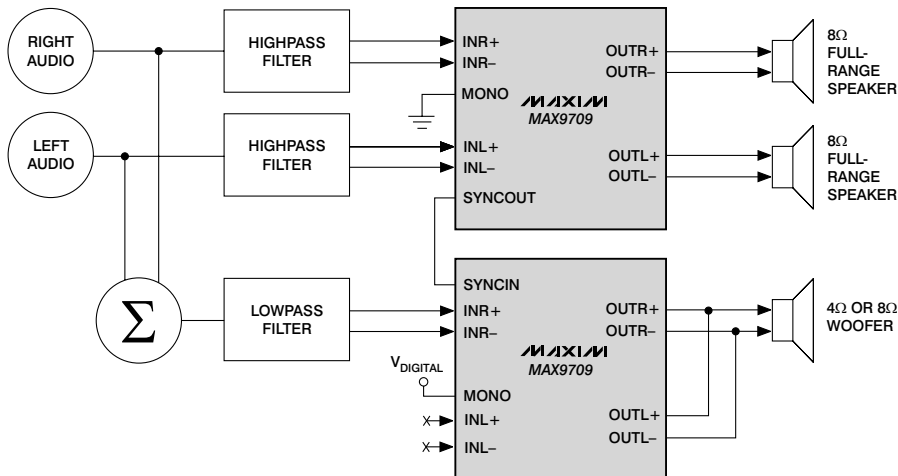 RIGHT
AUDIO
HIGHPASS
FILTER
INR+
INR–
MONO
MAXIM
MAX9709
OUTR+
OUTR–
8Ω
FULL-
RANGE
SPEAKER
LEFT
AUDIO
HIGHPASS
FILTER
INL+
INL–
SYNCOUT
OUTL+
OUTL–
8Ω
FULL-
RANGE
SPEAKER
Σ
LOWPASS
FILTER
SYNCIN
INR+
INR–
MAXIM
MAX9709
OUTR+
OUTR–
4Ω OR 8Ω
WOOFER
VDIGITAL
MONO
INL+
INL–
OUTL+
OUTL–